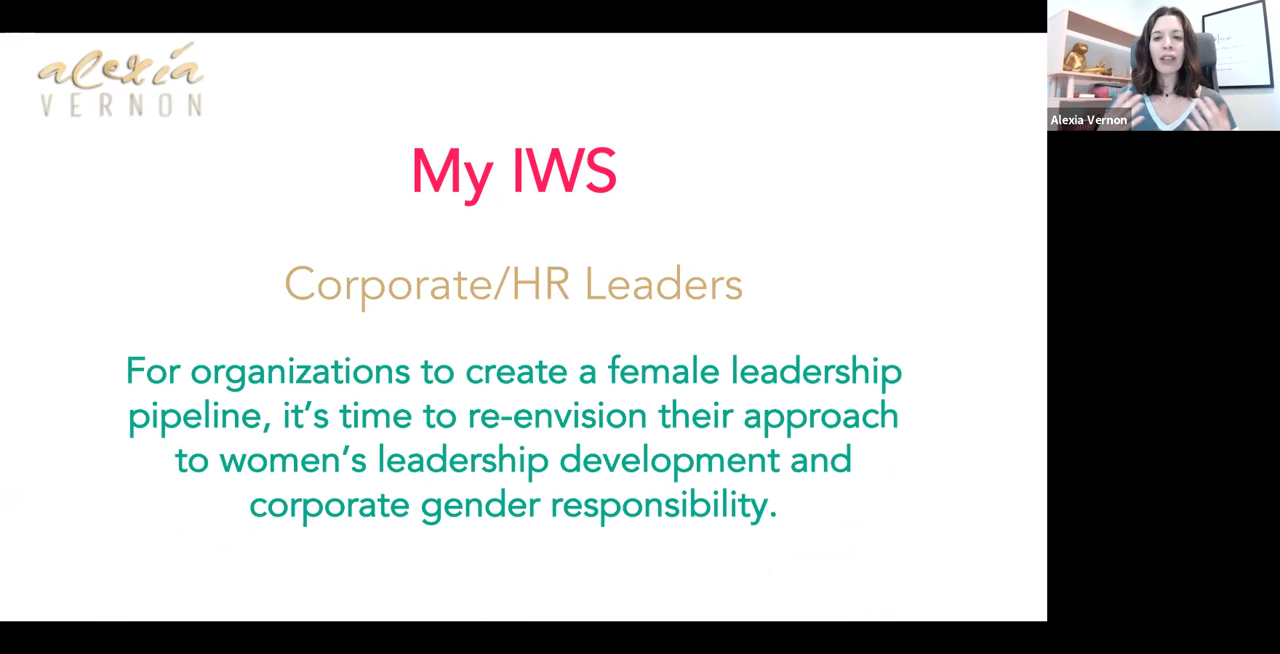 alexia
VERNON
My IWS
Corporate/HR Leaders
For organizations to create a female leadership
pipeline, it’s time to re-envision their approach
to women’s leadership development and
corporate gender responsibility.
Alexia Vernon